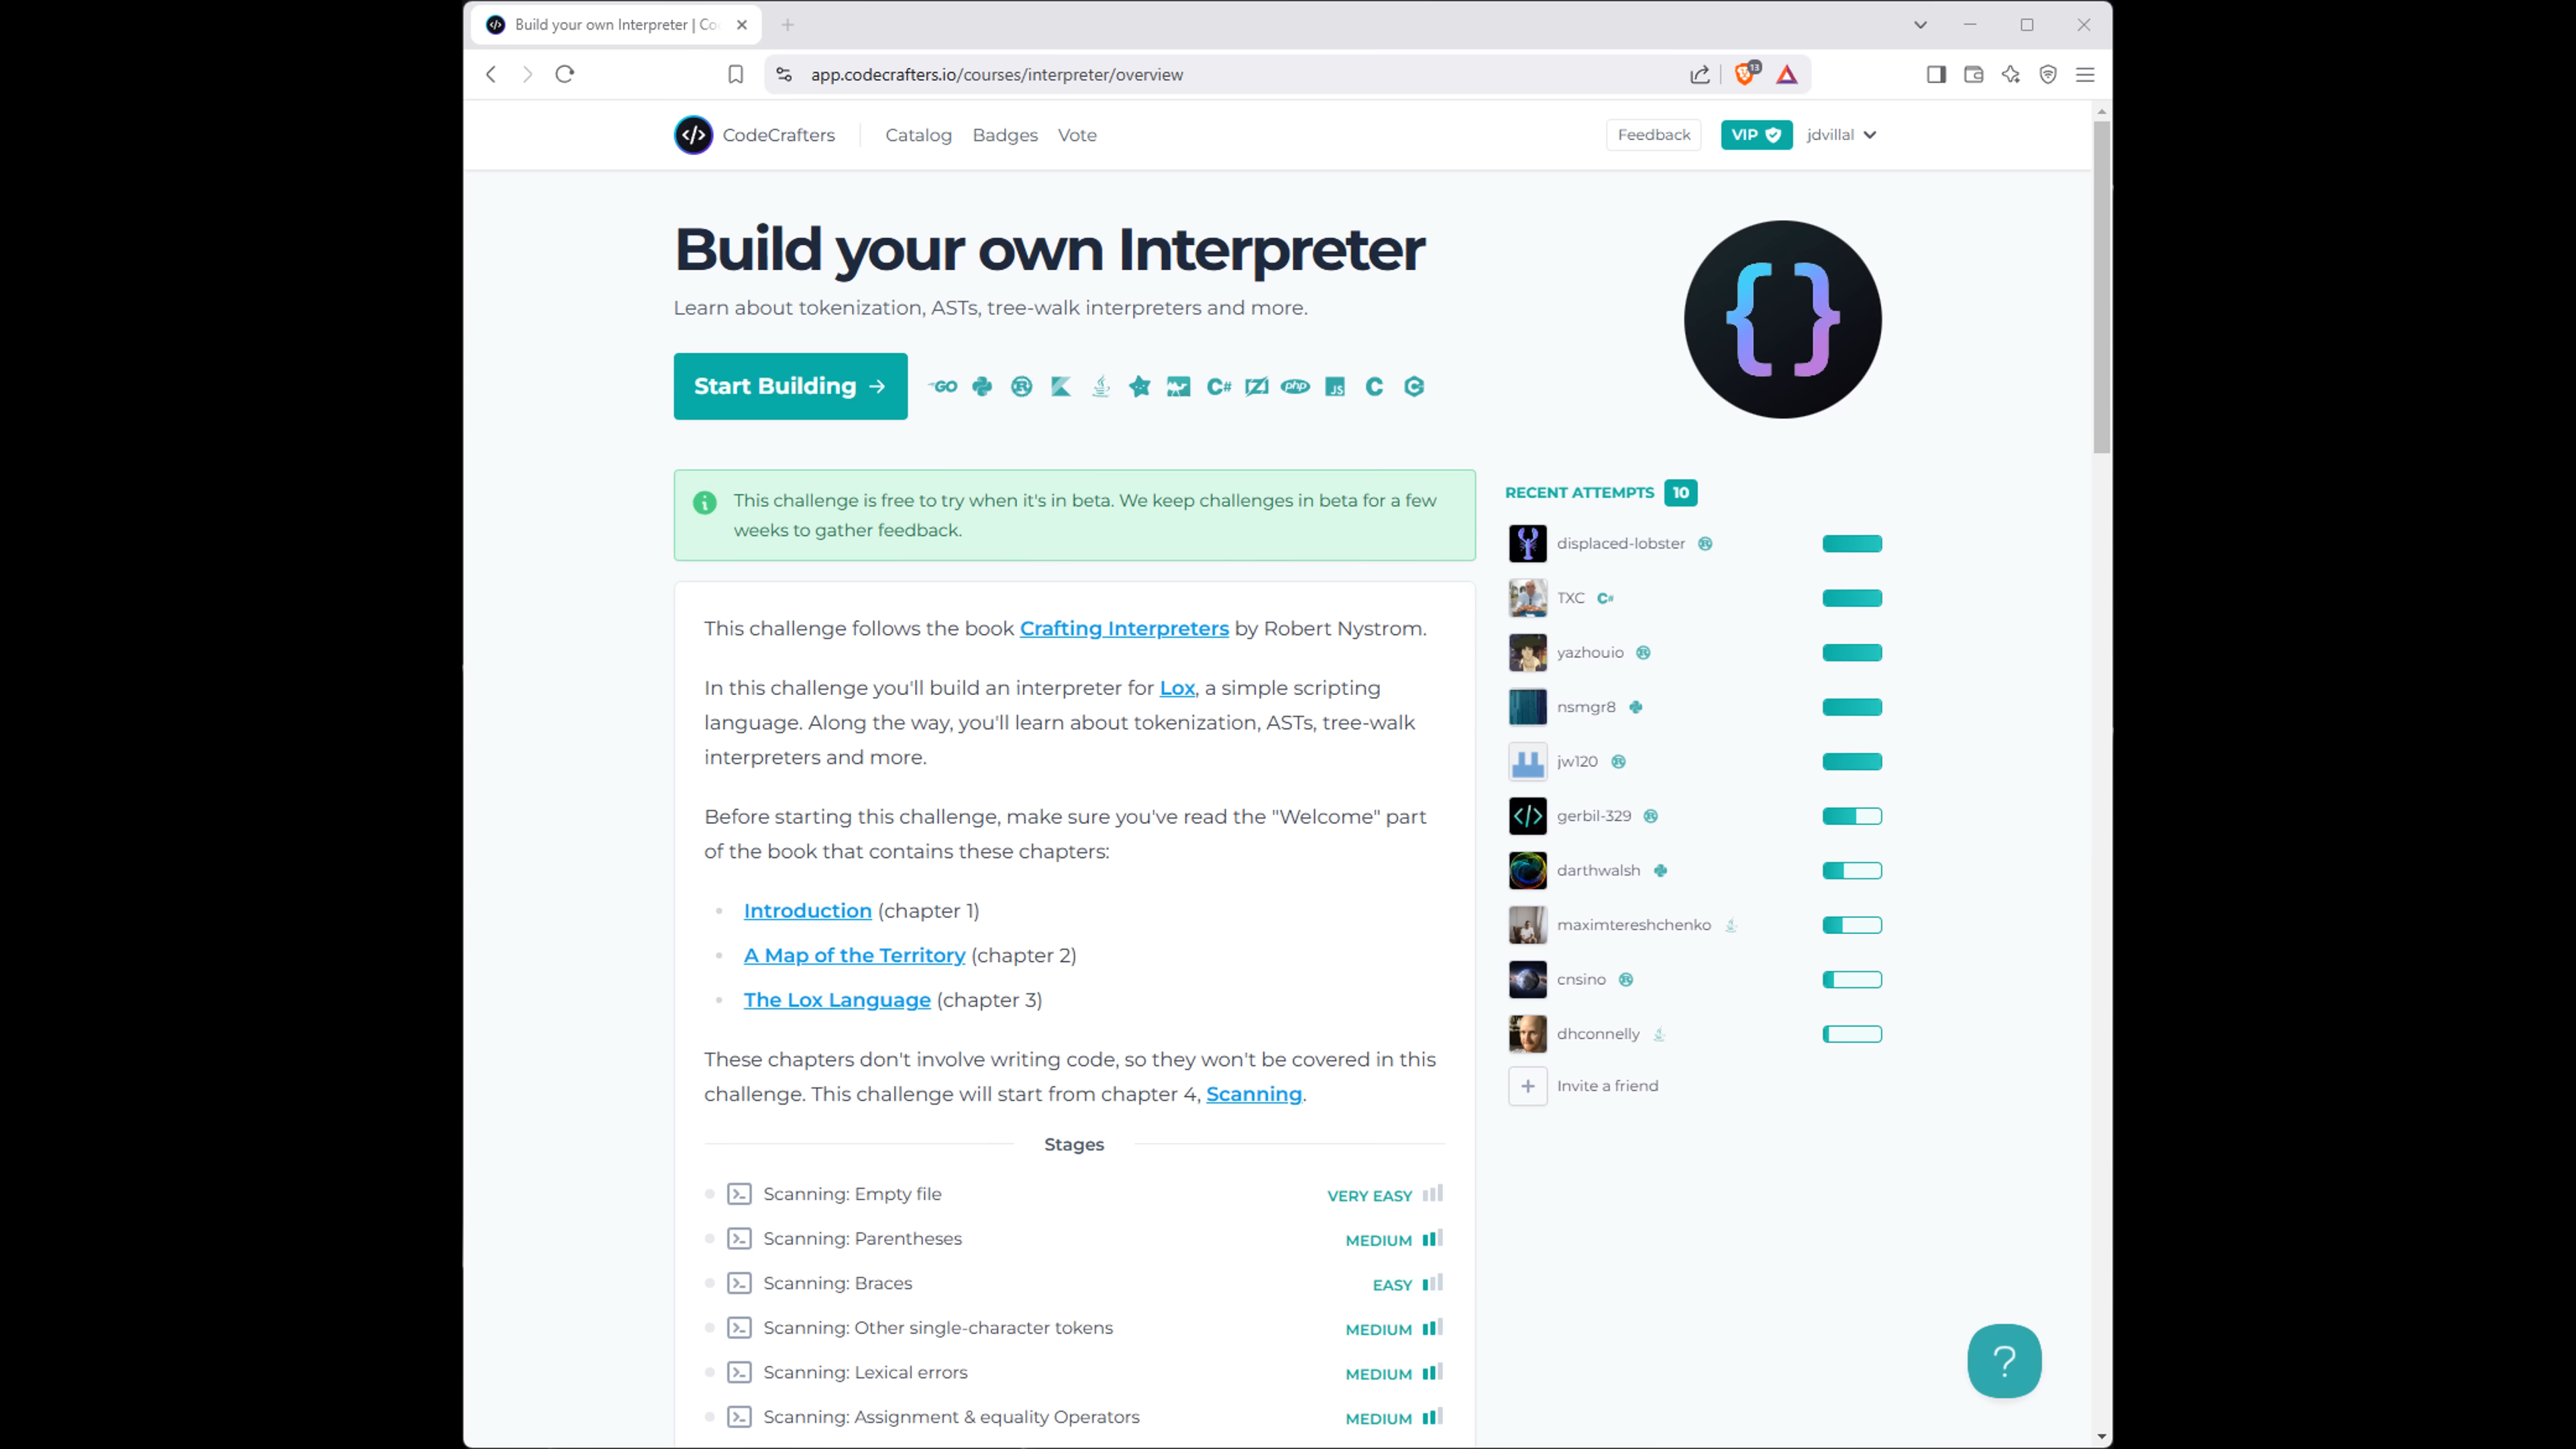 Build your own Interpreter | Co
app.codecrafters.io/courses/interpreter/overview
13
CodeCrafters
Catalog
Badges
Vote
Feedback
VIP
jdvillal
Build your own Interpreter
Learn about tokenization, ASTs, tree-walk interpreters and more.
Start Building →
GO
C#
php
JS
C
This challenge is free to try when it's in beta. We keep challenges in beta for a few
weeks to gather feedback.
This challenge follows the book Crafting Interpreters by Robert Nystrom.
In this challenge you'll build an interpreter for Lox, a simple scripting
language. Along the way, you'll learn about tokenization, ASTs, tree-walk
interpreters and more.
Before starting this challenge, make sure you've read the "Welcome" part
of the book that contains these chapters:
• Introduction (chapter 1)
• A Map of the Territory (chapter 2)
• The Lox Language (chapter 3)
These chapters don't involve writing code, so they won't be covered in this
challenge. This challenge will start from chapter 4, Scanning.
Stages
Scanning: Empty file VERY EASY
Scanning: Parentheses MEDIUM
Scanning: Braces EASY
Scanning: Other single-character tokens MEDIUM
Scanning: Lexical errors MEDIUM
Scanning: Assignment & equality Operators MEDIUM
RECENT ATTEMPTS 10
displaced-lobster
TXC C#
yazhouio
nsmgr8
jw120
gerbil-329
darthwalsh
maximtereshchenko
cnsino
dhconnelly
+ Invite a friend
?